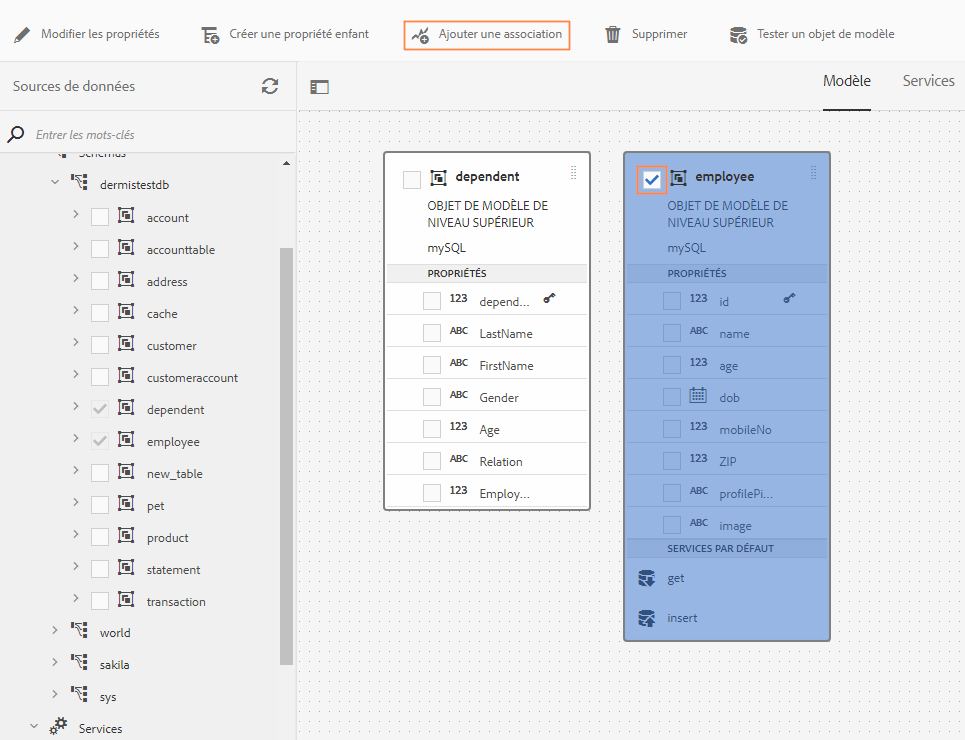 Modifier les propriétés
Créer une propriété enfant
Ajouter une association
Supprimer
Tester un objet de modèle
Sources de données
Modèle
Services
Entrer les mots-clés
Schémas
dermistestdb
account
accounttable
address
cache
customer
customeraccount
dependent
employee
new_table
pet
product
statement
transaction
world
sakila
sys
Services
dependent
OBJET DE MODÈLE DE
NIVEAU SUPÉRIEUR
mySQL
PROPRIÉTÉS
123 depend...
ABC LastName
ABC FirstName
ABC Gender
123 Age
ABC Relation
123 Employ...
employee
OBJET DE MODÈLE DE
NIVEAU SUPÉRIEUR
mySQL
PROPRIÉTÉS
123 id
ABC name
123 age
dob
123 mobileNo
123 ZIP
ABC profilePi...
ABC image
SERVICES PAR DÉFAUT
get
insert